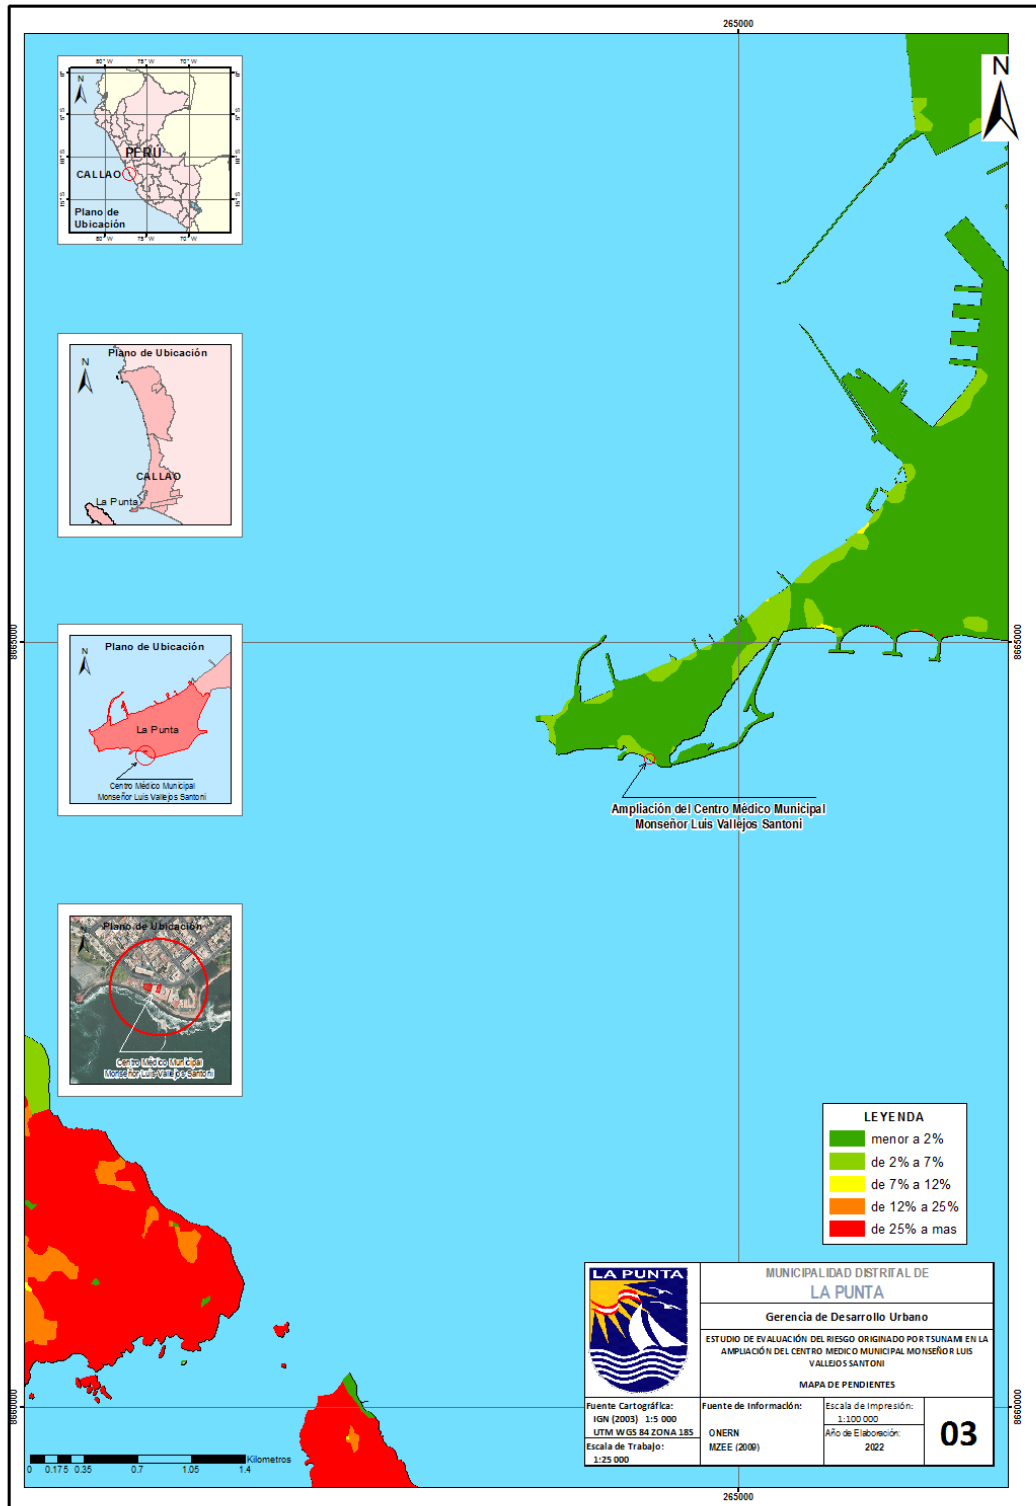 265000
N
80° W
75° W
70° W
N
PERÚ
CALLAO
Plano de
Ubicación
80° W
75° W
70° W
Plano de Ubicación
N
CALLAO
La Punta
8665000
8665000
Plano de Ubicación
N
La Punta
Centro Médico Municipal
Monseñor Luis Vallejos Santoni
Ampliación del Centro Médico Municipal
Monseñor Luis Vallejos Santoni
Plano de Ubicación
Centro Médico Municipal
Monseñor Luis Vallejos Santoni
LEYENDA
menor a 2%
de 2% a 7%
de 7% a 12%
de 12% a 25%
de 25% a mas
LA PUNTA
MUNICIPALIDAD DISTRITAL DE
LA PUNTA
Gerencia de Desarrollo Urbano
ESTUDIO DE EVALUACIÓN DEL RIESGO ORIGINADO POR TSUNAMI EN LA
AMPLIACIÓN DEL CENTRO MEDICO MUNICIPAL MONSEÑOR LUIS
VALLEJOS SANTONI
MAPA DE PENDIENTES
Fuente Cartográfica:
IGN (2003) 1:5 000
UTM WGS 84 ZONA 18S
Escala de Trabajo:
1:25 000
Fuente de Información:
ONERN
MZEE (2009)
Escala de Impresión:
1:100 000
Año de Elaboración:
2022
03
8660000
8660000
Kilometros
0 0.175 0.35 0.7 1.05 1.4
265000